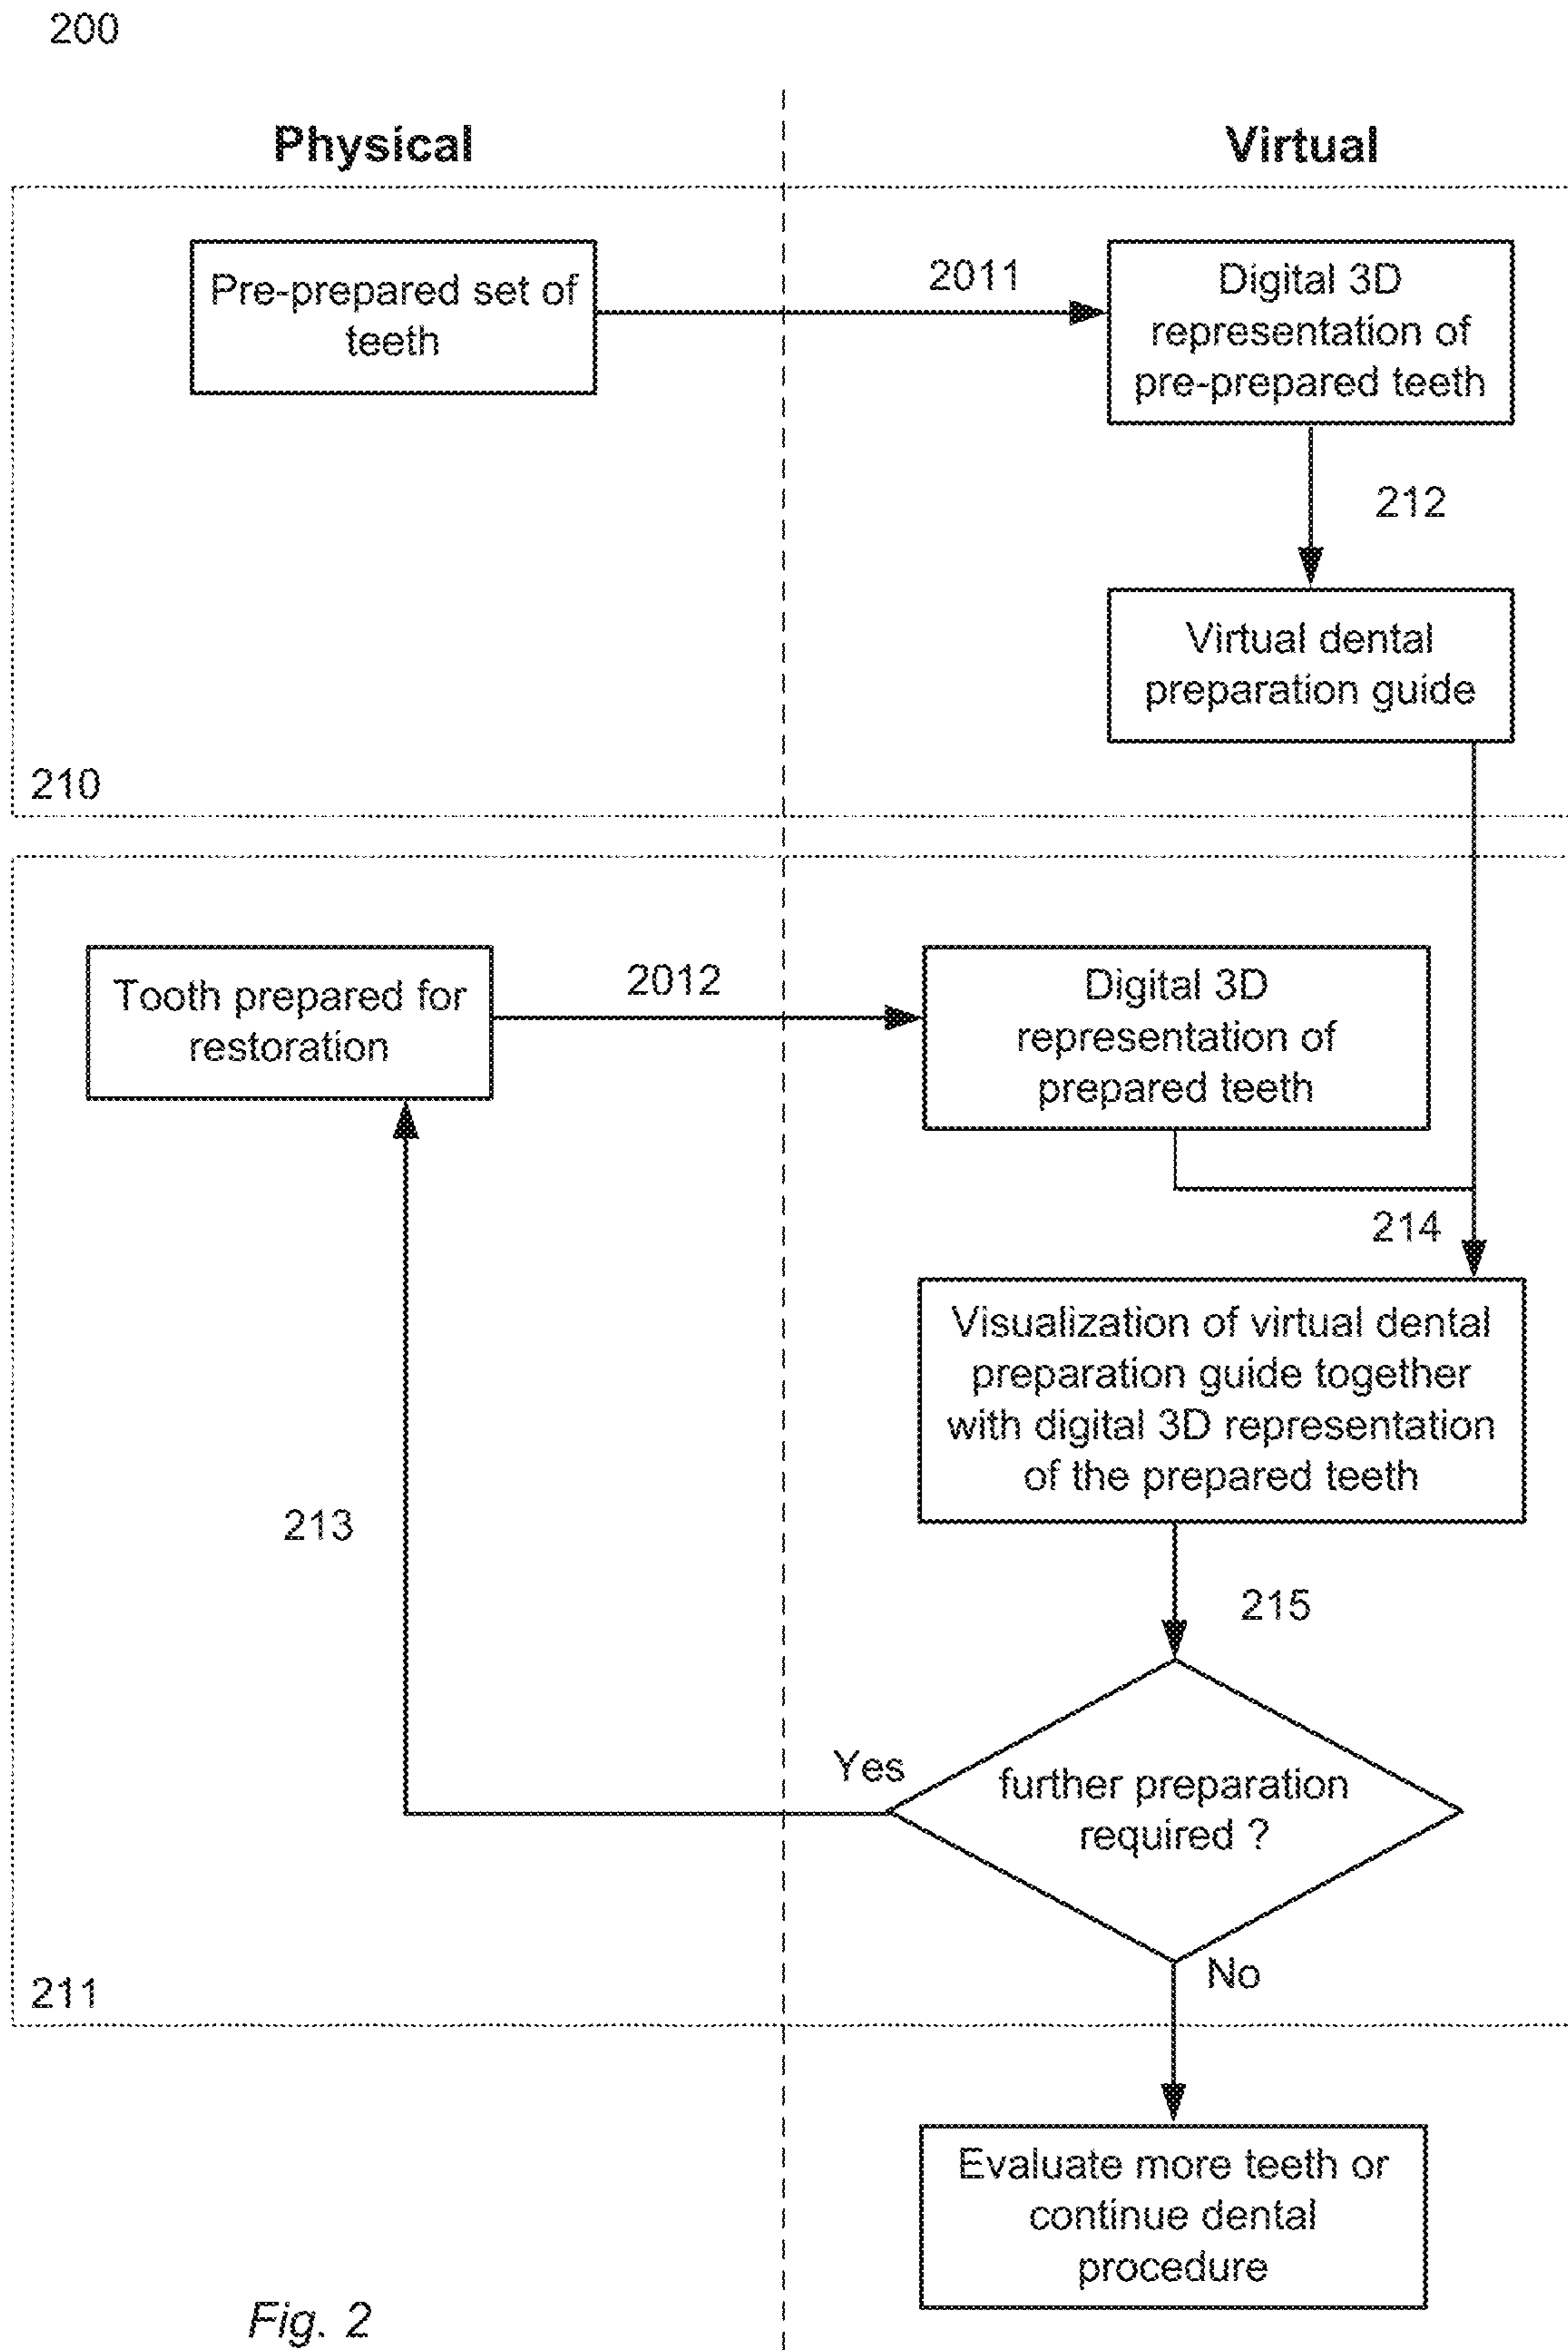 200
Physical
Virtual
Pre-prepared set of
teeth
2011
Digital 3D
representation of
pre-prepared teeth
212
Virtual dental
preparation guide
210
Tooth prepared for
restoration
2012
Digital 3D
representation of
prepared teeth
214
Visualization of virtual dental
preparation guide together
with digital 3D representation
of the prepared teeth
213
215
Yes
further preparation
required ?
No
211
Evaluate more teeth or
continue dental
procedure
Fig. 2